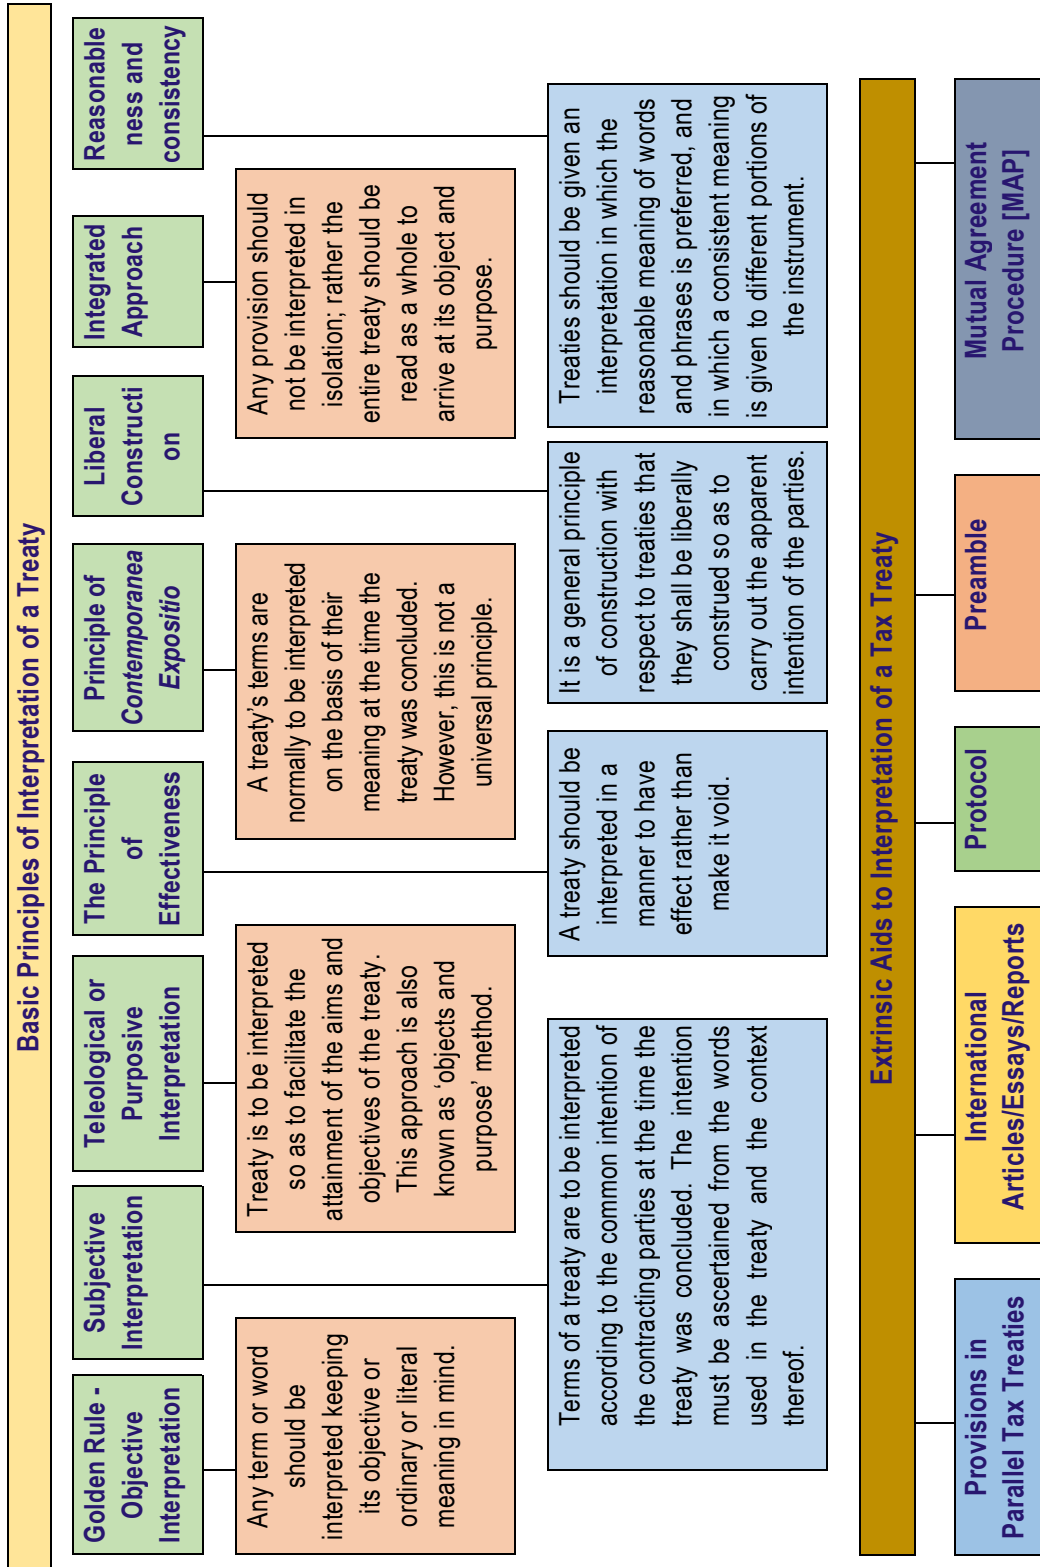 Basic Principles of Interpretation of a Treaty
Golden Rule -
Objective
Interpretation
Subjective
Interpretation
Teleological or
Purposive
Interpretation
The Principle
of
Effectiveness
Principle of
Contemporanea
Expositio
Liberal
Constructi
on
Integrated
Approach
Reasonable
ness and
consistency
Any term or word
should be
interpreted keeping
its objective or
ordinary or literal
meaning in mind.
Treaty is to be interpreted
so as to facilitate the
attainment of the aims and
objectives of the treaty.
This approach is also
known as ‘objects and
purpose’ method.
A treaty’s terms are
normally to be interpreted
on the basis of their
meaning at the time the
treaty was concluded.
However, this is not a
universal principle.
Any provision should
not be interpreted in
isolation; rather the
entire treaty should be
read as a whole to
arrive at its object and
purpose.
Terms of a treaty are to be interpreted
according to the common intention of
the contracting parties at the time the
treaty was concluded. The intention
must be ascertained from the words
used in the treaty and the context
thereof.
A treaty should be
interpreted in a
manner to have
effect rather than
make it void.
It is a general principle
of construction with
respect to treaties that
they shall be liberally
construed so as to
carry out the apparent
intention of the parties.
Treaties should be given an
interpretation in which the
reasonable meaning of words
and phrases is preferred, and
in which a consistent meaning
is given to different portions of
the instrument.
Extrinsic Aids to Interpretation of a Tax Treaty
Provisions in
Parallel Tax Treaties
International
Articles/Essays/Reports
Protocol
Preamble
Mutual Agreement
Procedure [MAP]